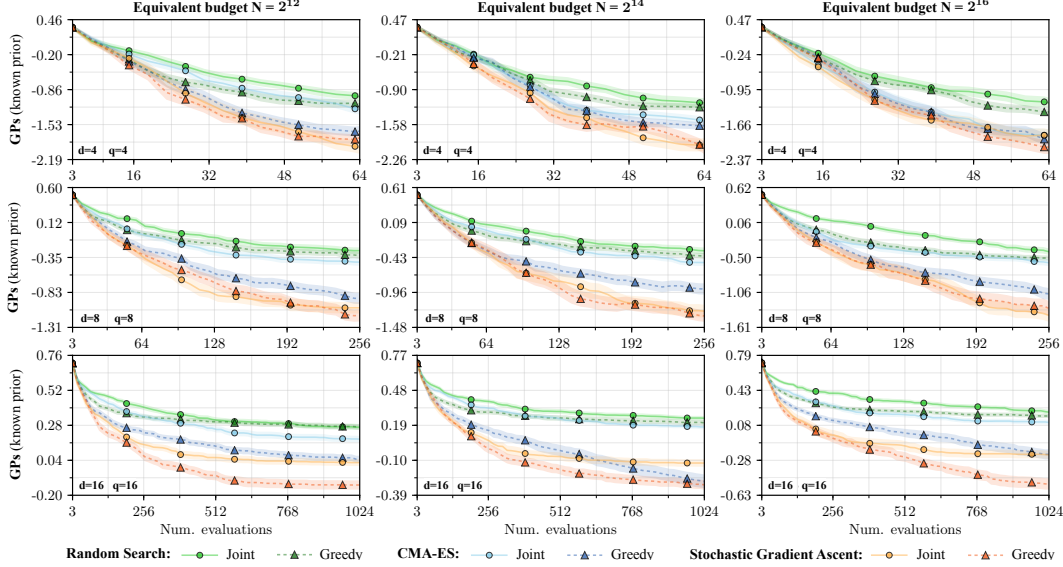 Equivalent budget N = 2^12 Equivalent budget N = 2^14 Equivalent budget N = 2^16
GPs (known prior)
0.46
-0.20
-0.86
-1.53
-2.19
d=4 q=4
3 16 32 48 64
0.46
-0.21
-0.90
-1.58
-2.26
d=4 q=4
3 16 32 48 64
0.47
-0.24
-0.95
-1.66
-2.37
d=4 q=4
3 16 32 48 64
GPs (known prior)
0.60
0.12
-0.35
-0.83
-1.31
d=8 q=8
3 64 128 192 256
0.61
0.09
-0.43
-0.96
-1.48
d=8 q=8
3 64 128 192 256
0.62
0.06
-0.50
-1.06
-1.61
d=8 q=8
3 64 128 192 256
GPs (known prior)
0.76
0.52
0.28
0.04
-0.20
d=16 q=16
3 256 512 768 1024
Num. evaluations
0.77
0.48
0.19
-0.10
-0.39
d=16 q=16
3 256 512 768 1024
Num. evaluations
0.79
0.43
0.08
-0.28
-0.63
d=16 q=16
3 256 512 768 1024
Num. evaluations
Random Search: Joint Greedy CMA-ES: Joint Greedy Stochastic Gradient Ascent: Joint Greedy